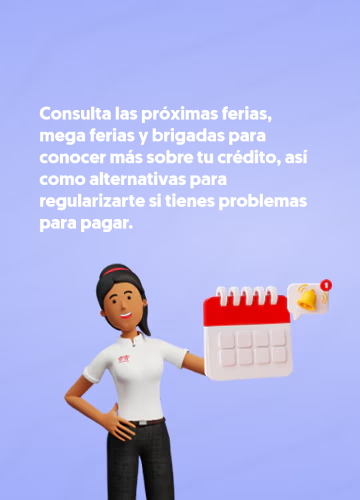 Consulta las próximas ferias,
mega ferias y brigadas para
conocer más sobre tu crédito, así
como alternativas para
regularizarte si tienes problemas
para pagar.
1